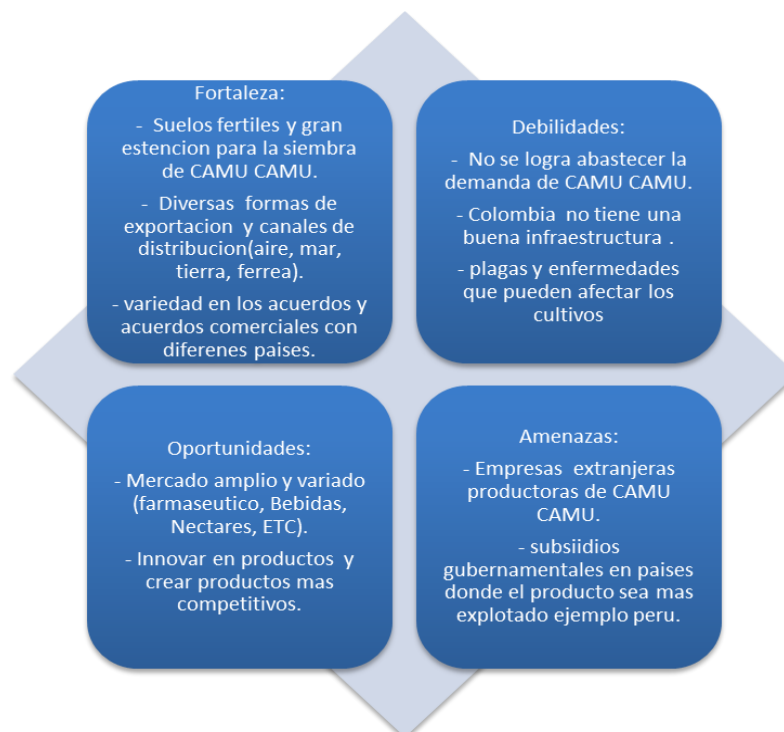 Fortaleza:
- Suelos fertiles y gran
estencion para la siembra
de CAMU CAMU.
- Diversas formas de
exportacion y canales de
distribucion(aire, mar,
tierra, ferrea).
- variedad en los acuerdos y
acuerdos comerciales con
diferenes paises.
Debilidades:
- No se logra abastecer la
demanda de CAMU CAMU.
- Colombia no tiene una
buena infraestructura .
- plagas y enfermedades
que pueden afectar los
cultivos
Oportunidades:
- Mercado amplio y variado
(farmaseutico, Bebidas,
Nectares, ETC).
- Innovar en productos y
crear productos mas
competitivos.
Amenazas:
- Empresas extranjeras
productoras de CAMU
CAMU.
- subsiidios
gubernamentales en paises
donde el producto sea mas
explotado ejemplo peru.